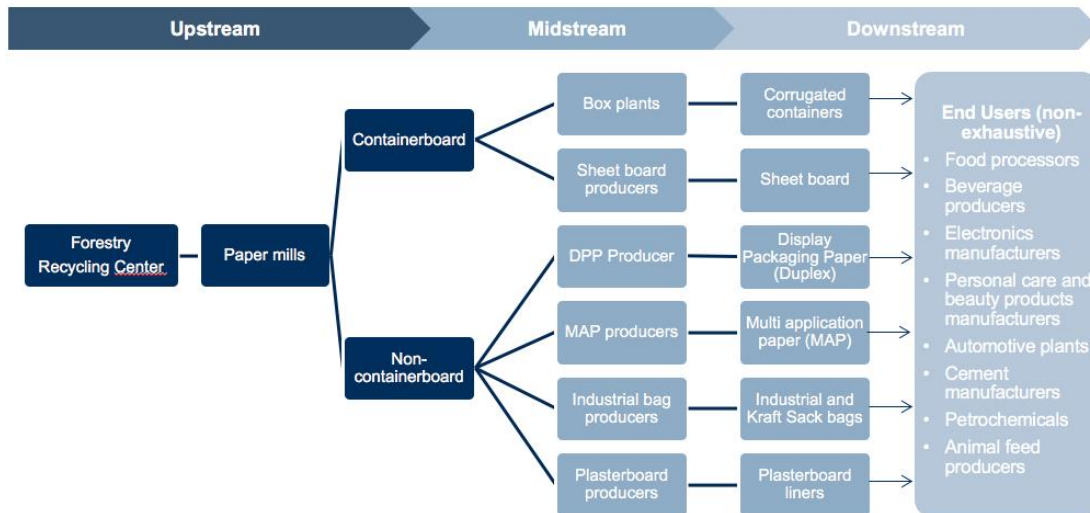 Upstream
Midstream
Downstream
Forestry
Recycling Center
Paper mills
Containerboard
Non-
containerboard
Box plants
Sheet board
producers
DPP Producer
MAP producers
Industrial bag
producers
Plasterboard
producers
Corrugated
containers
Sheet board
Display
Packaging Paper
(Duplex)
Multi application
paper (MAP)
Industrial and
Kraft Sack bags
Plasterboard
liners
End Users (non-
exhaustive)
• Food processors
• Beverage
producers
• Electronics
manufacturers
• Personal care and
beauty products
manufacturers
• Automotive plants
• Cement
manufacturers
• Petrochemicals
• Animal feed
producers